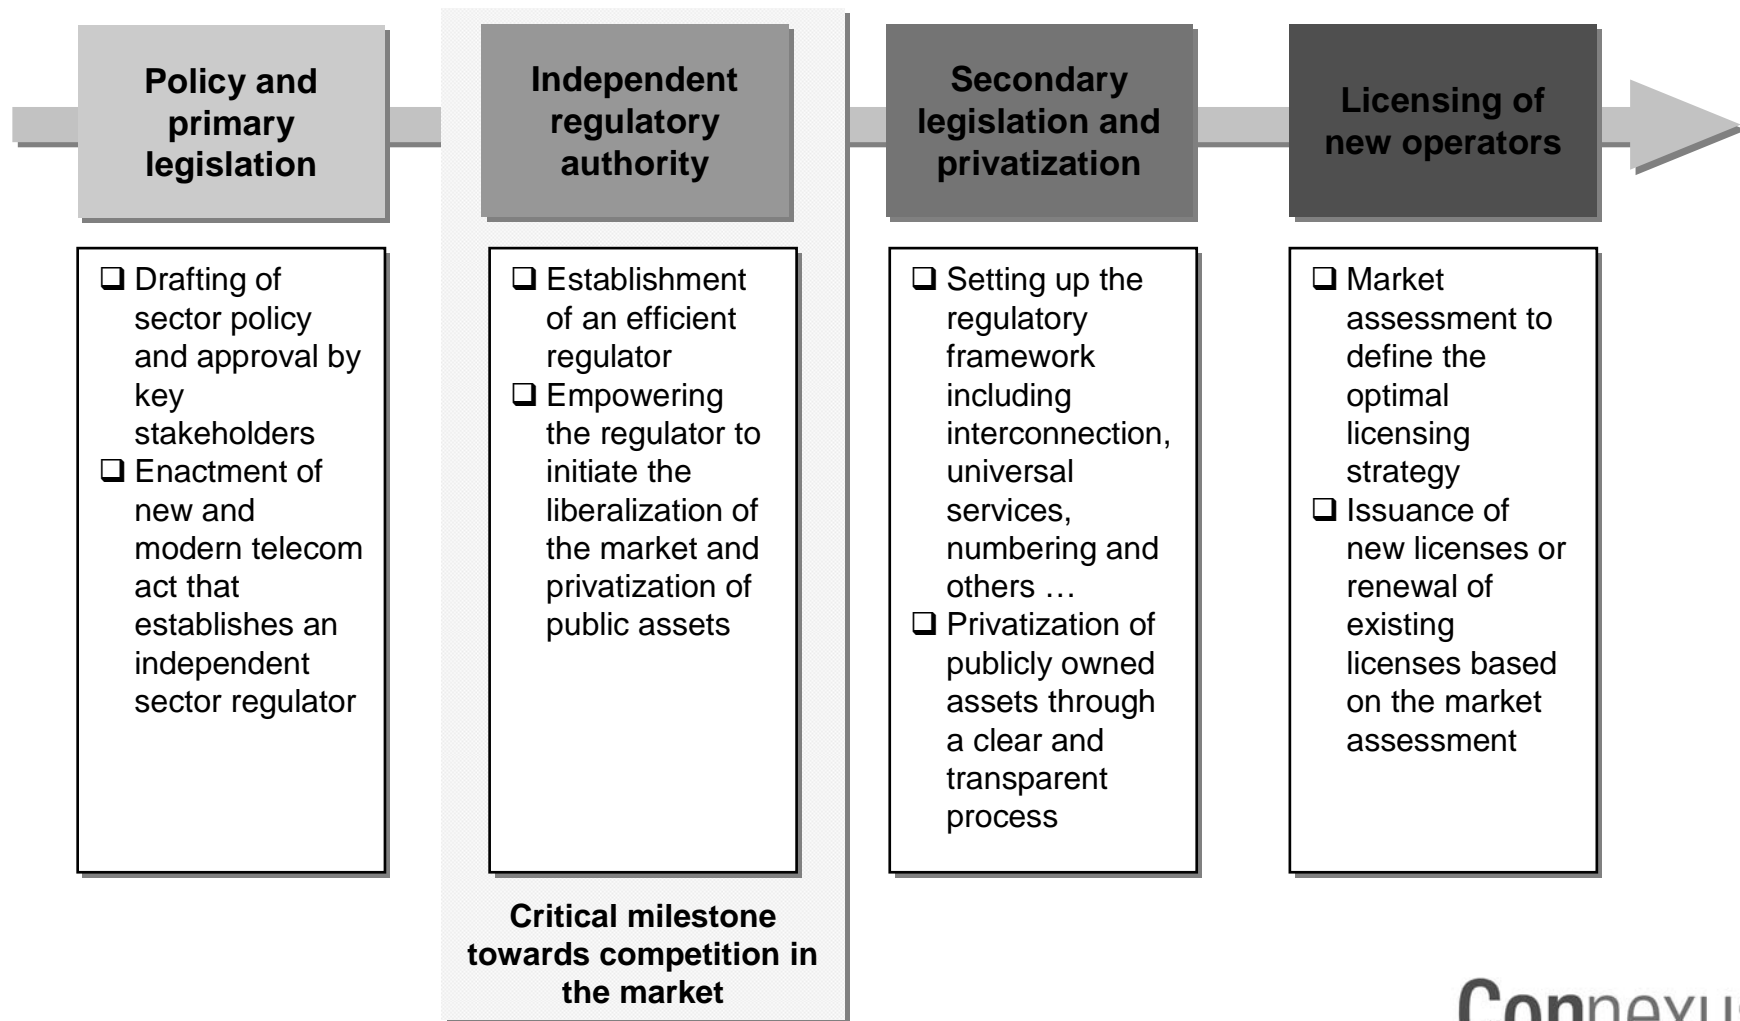 Policy and
primary
legislation
Independent
regulatory
authority
Secondary
legislation and
privatization
Licensing of
new operators
❑ Drafting of
sector policy
and approval by
key
stakeholders
❑ Enactment of
new and
modern telecom
act that
establishes an
independent
sector regulator
❑ Establishment
of an efficient
regulator
❑ Empowering
the regulator to
initiate the
liberalization of
the market and
privatization of
public assets
❑ Setting up the
regulatory
framework
including
interconnection,
universal
services,
numbering and
others …
❑ Privatization of
publicly owned
assets through
a clear and
transparent
process
❑ Market
assessment to
define the
optimal
licensing
strategy
❑ Issuance of
new licenses or
renewal of
existing
licenses based
on the market
assessment
Critical milestone
towards competition in
the market
Connexus